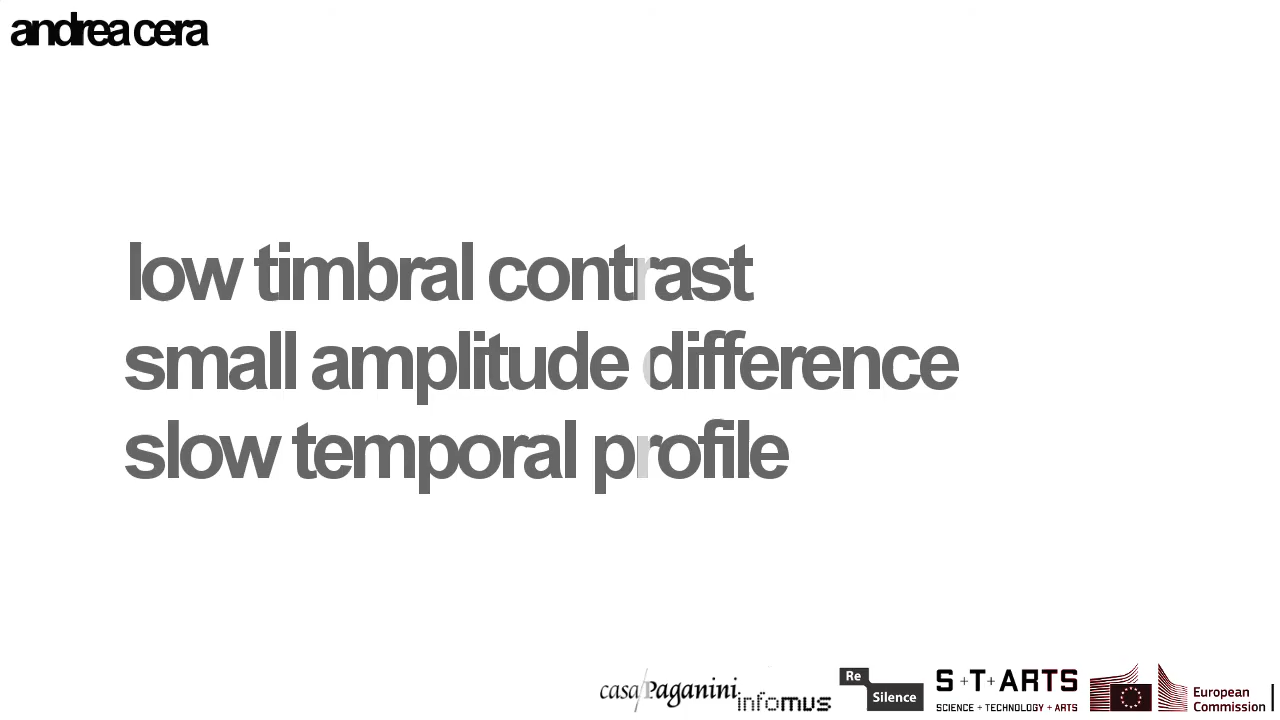 andrea cera
low timbral contrast
small amplitude difference
slow temporal profile
casa/Paganini
infomus
Re
Silence
S+T+ARTS
SCIENCE + TECHNOLOGY + ARTS
European
Commission